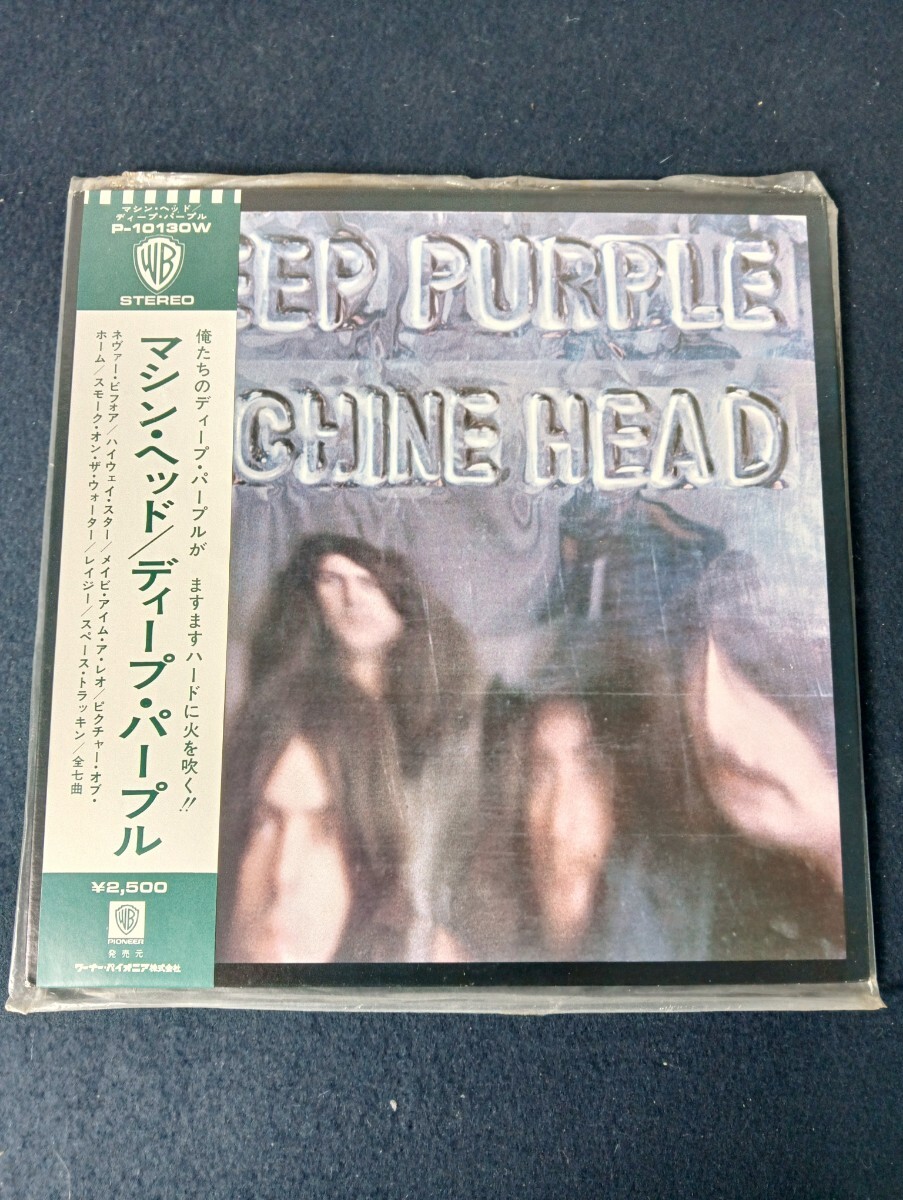 マシン・ヘッド/
ディープ・パープル
P-10130W
WB
STEREO
俺たちのディープ・パープルが ますますハードに火を吹く!!
マシン・ヘッド/ディープ・パープル
ネヴァー・ビフォア/ハイウェイ・スター/メイビ・アイム・ア・レオ/ピクチャー・オブ・
ホーム/スモーク・オン・ザ・ウォーター/レイジー/スペース・トラッキン/全七曲
¥2,500
WB
PIONEER
発売元
ワーナー・パイオニア株式会社
EEP PURPLE
CHINE HEAD